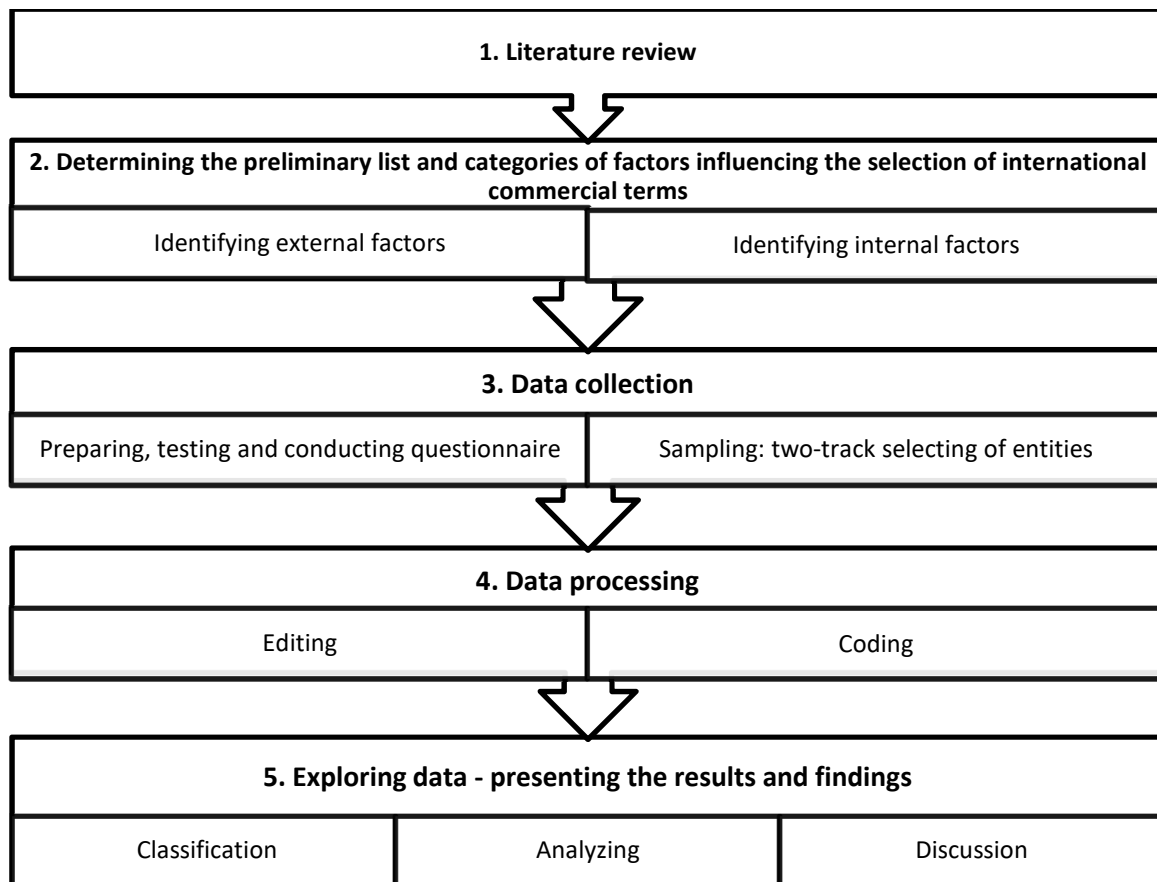 1. Literature review
2. Determining the preliminary list and categories of factors influencing the selection of international
commercial terms
Identifying external factors
Identifying internal factors
3. Data collection
Preparing, testing and conducting questionnaire
Sampling: two-track selecting of entities
4. Data processing
Editing
Coding
5. Exploring data - presenting the results and findings
Classification
Analyzing
Discussion